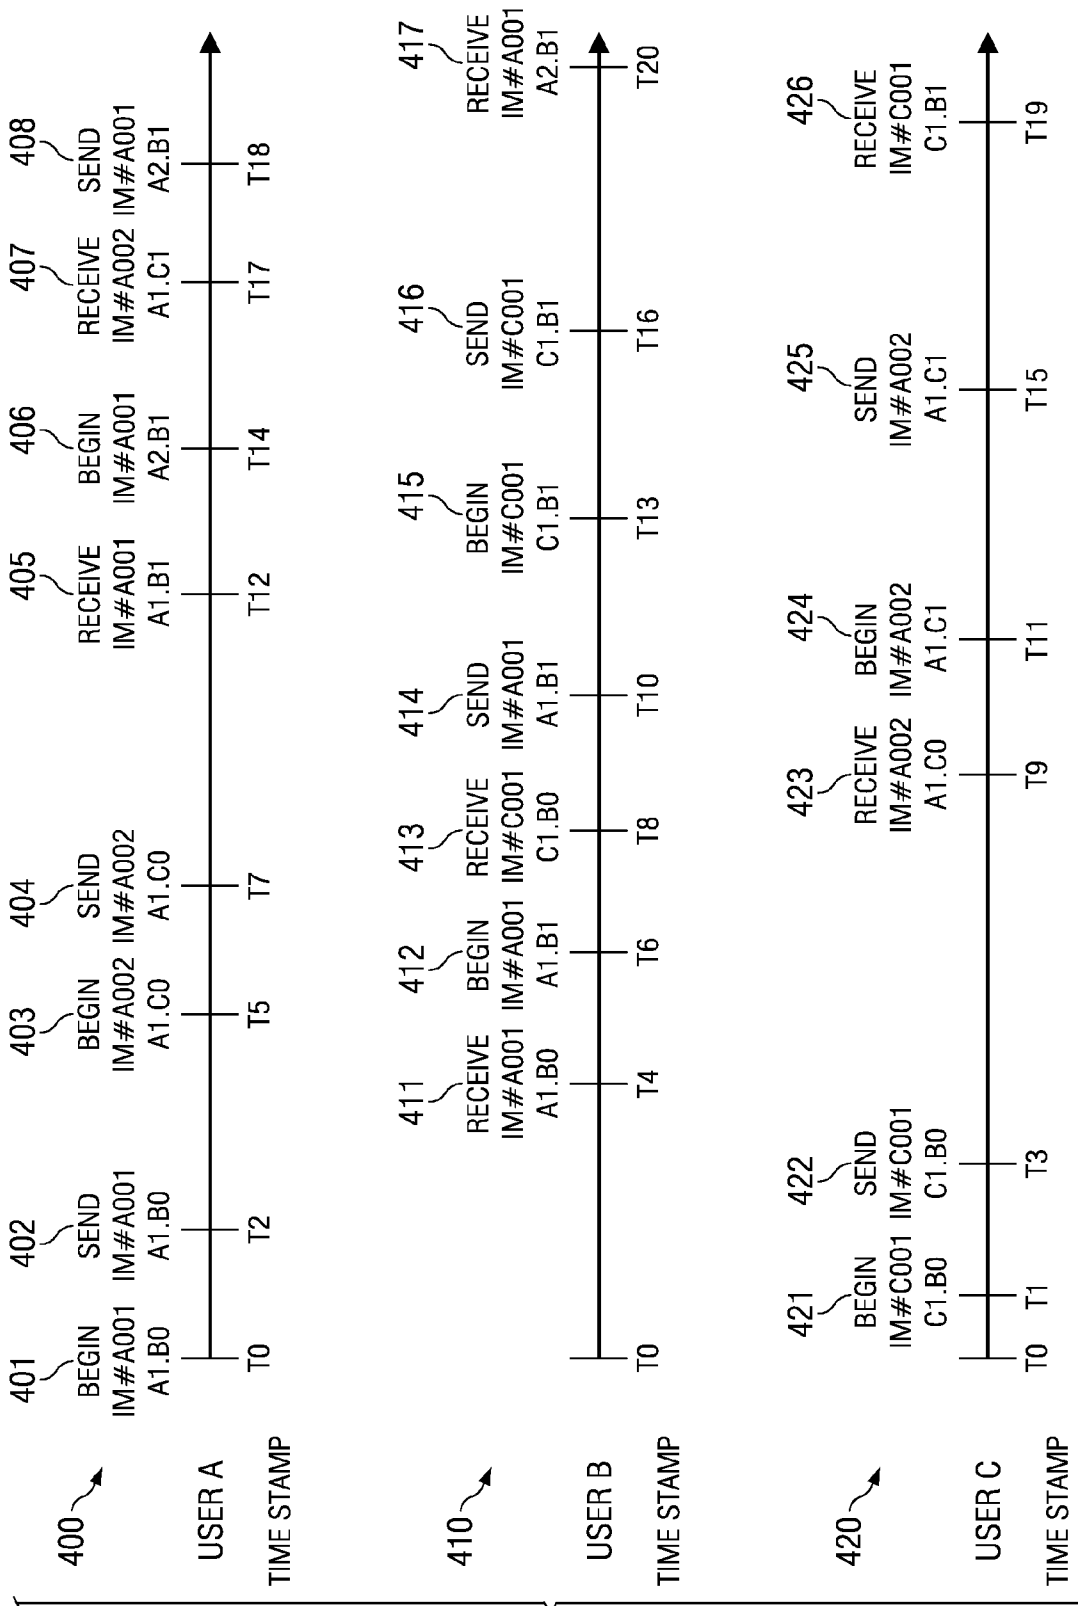 400
USER A
TIME STAMP
401
BEGIN
IM#A001
A1.B0
T0
402
SEND
IM#A001
A1.B0
T2
403
BEGIN
IM#A002
A1.C0
T5
404
SEND
IM#A002
A1.C0
T7
405
RECEIVE
IM#A001
A1.B1
T12
406
BEGIN
IM#A001
A2.B1
T14
407
RECEIVE
IM#A002
A1.C1
T17
408
SEND
IM#A001
A2.B1
T18
410
USER B
TIME STAMP
T0
411
RECEIVE
IM#A001
A1.B0
T4
412
BEGIN
IM#A001
A1.B1
T6
413
RECEIVE
IM#C001
C1.B0
T8
414
SEND
IM#A001
A1.B1
T10
415
BEGIN
IM#C001
C1.B1
T13
416
SEND
IM#C001
C1.B1
T16
417
RECEIVE
IM#A001
A2.B1
T20
420
USER C
TIME STAMP
T0
421
BEGIN
IM#C001
C1.B0
T1
422
SEND
IM#C001
C1.B0
T3
423
RECEIVE
IM#A002
A1.C0
T9
424
BEGIN
IM#A002
A1.C1
T11
425
SEND
IM#A002
A1.C1
T15
426
RECEIVE
IM#C001
C1.B1
T19